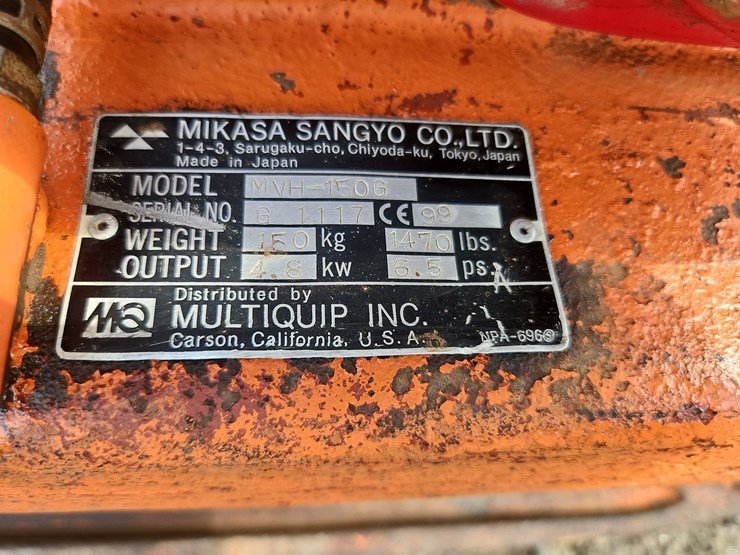 MIKASA SANGYO CO.,LTD.
1-4-3, Sarugaku-cho, Chiyoda-ku, Tokyo, Japan
Made in Japan
MODEL MVH-150G
SERIAL NO. G 1117 CE 99
WEIGHT 150 kg 1470 lbs.
OUTPUT 4.8 kw 6.5 ps.
MQ Distributed by
MULTIQUIP INC.
Carson, California, U.S.A. NPA-696